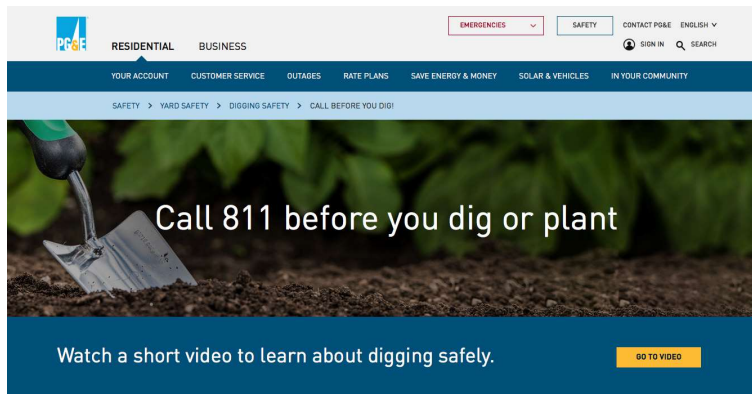 EMERGENCIES
SAFETY
CONTACT PG&E ENGLISH
PG&E
RESIDENTIAL BUSINESS
SIGN IN SEARCH
YOUR ACCOUNT CUSTOMER SERVICE OUTAGES RATE PLANS SAVE ENERGY & MONEY SOLAR & VEHICLES IN YOUR COMMUNITY
SAFETY > YARD SAFETY > DIGGING SAFETY > CALL BEFORE YOU DIG!
Call 811 before you dig or plant
Watch a short video to learn about digging safely.
GO TO VIDEO